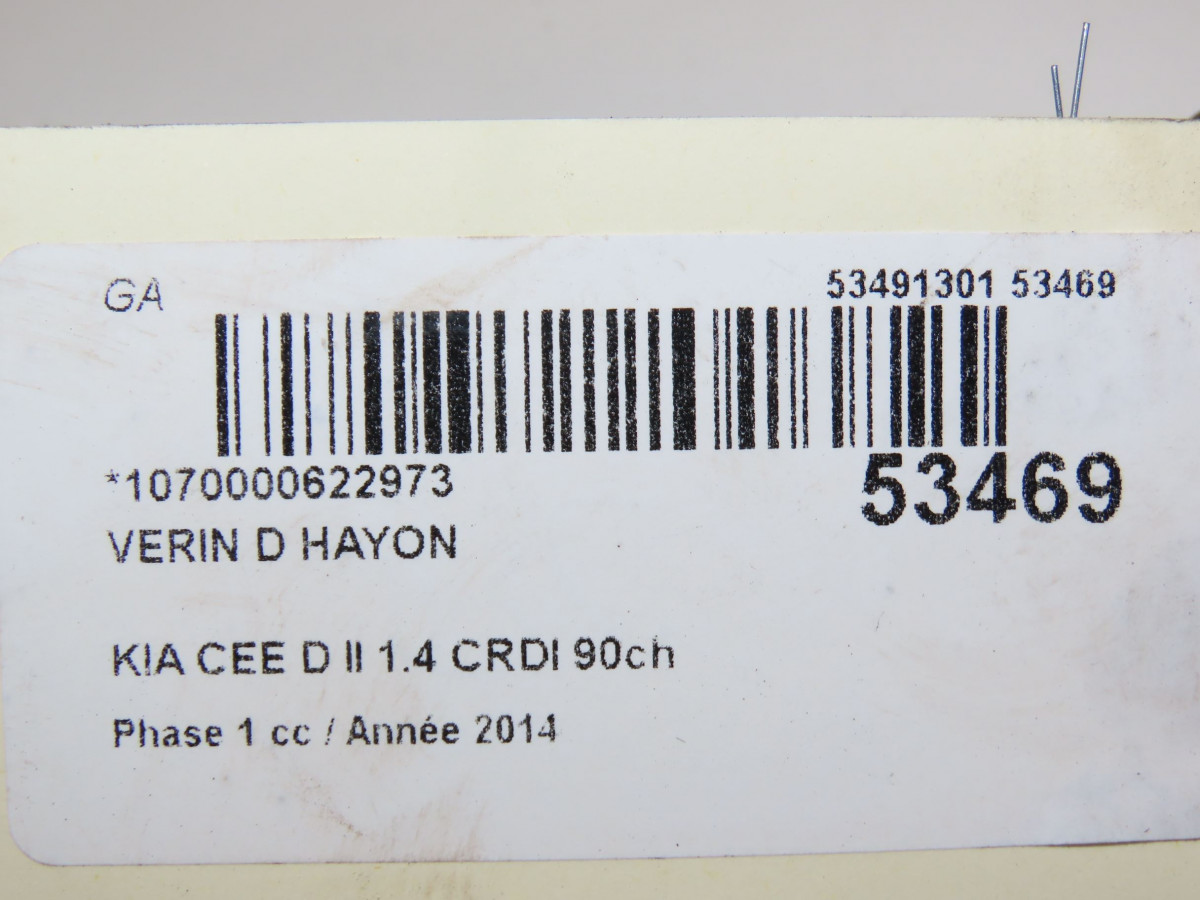 GA 53491301 53469
*1070000622973 53469
VERIN D HAYON
KIA CEE D II 1.4 CRDI 90ch
Phase 1 cc / Année 2014